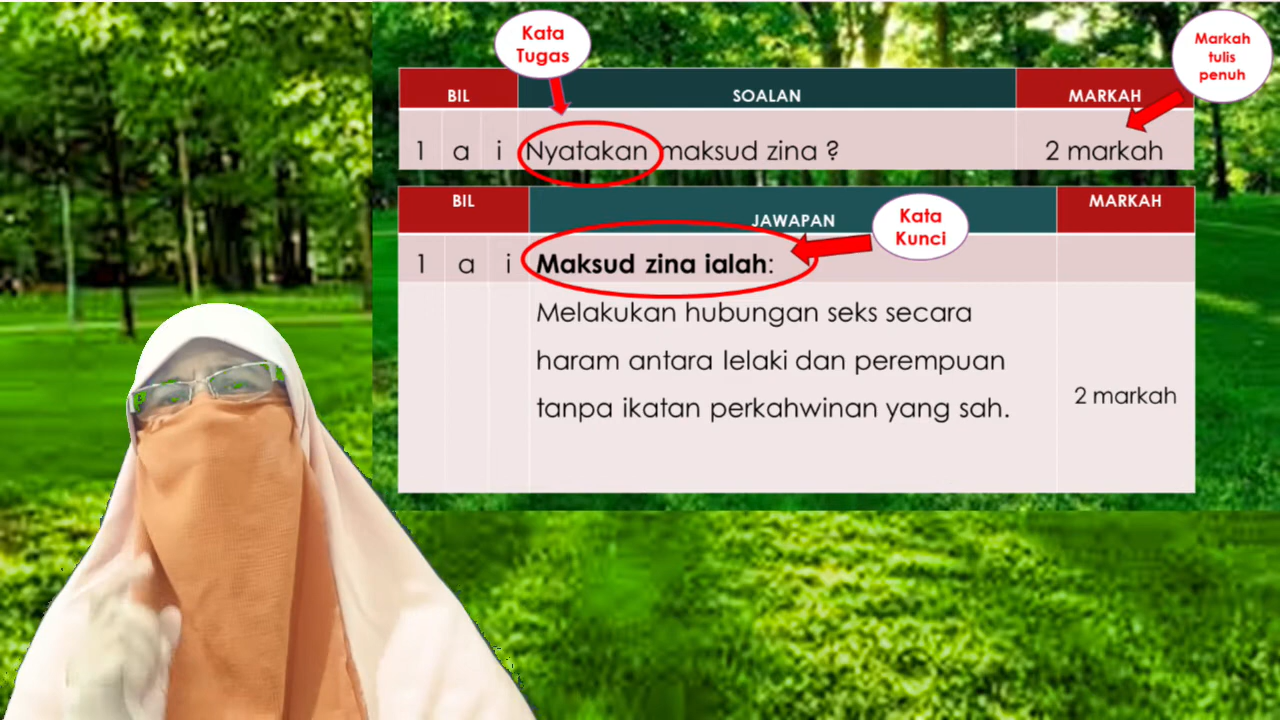 Kata
Tugas
Markah
tulis
penuh
BIL SOALAN MARKAH
1 a i Nyatakan maksud zina ? 2 markah
BIL JAWAPAN MARKAH
Kata
Kunci
1 a i Maksud zina ialah:
Melakukan hubungan seks secara
haram antara lelaki dan perempuan
tanpa ikatan perkahwinan yang sah.
2 markah